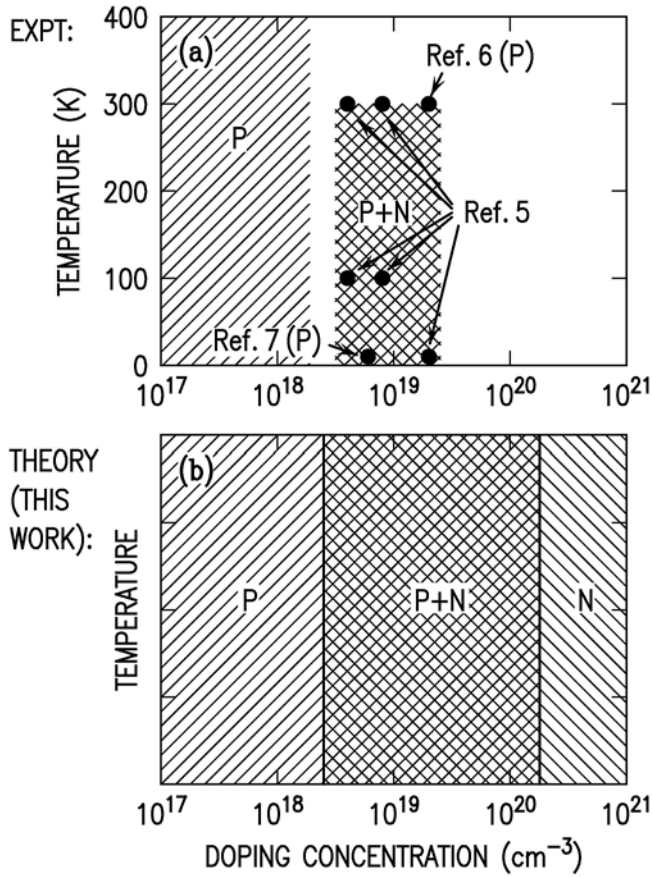 EXPT:
(a)
400
300
200
100
0
TEMPERATURE (K)
P
P+N
Ref. 6 (P)
Ref. 5
Ref. 7 (P)
10¹⁷ 10¹⁸ 10¹⁹ 10²⁰ 10²¹
THEORY
(THIS
WORK):
(b)
TEMPERATURE
P
P+N
N
10¹⁷ 10¹⁸ 10¹⁹ 10²⁰ 10²¹
DOPING CONCENTRATION (cm⁻³)